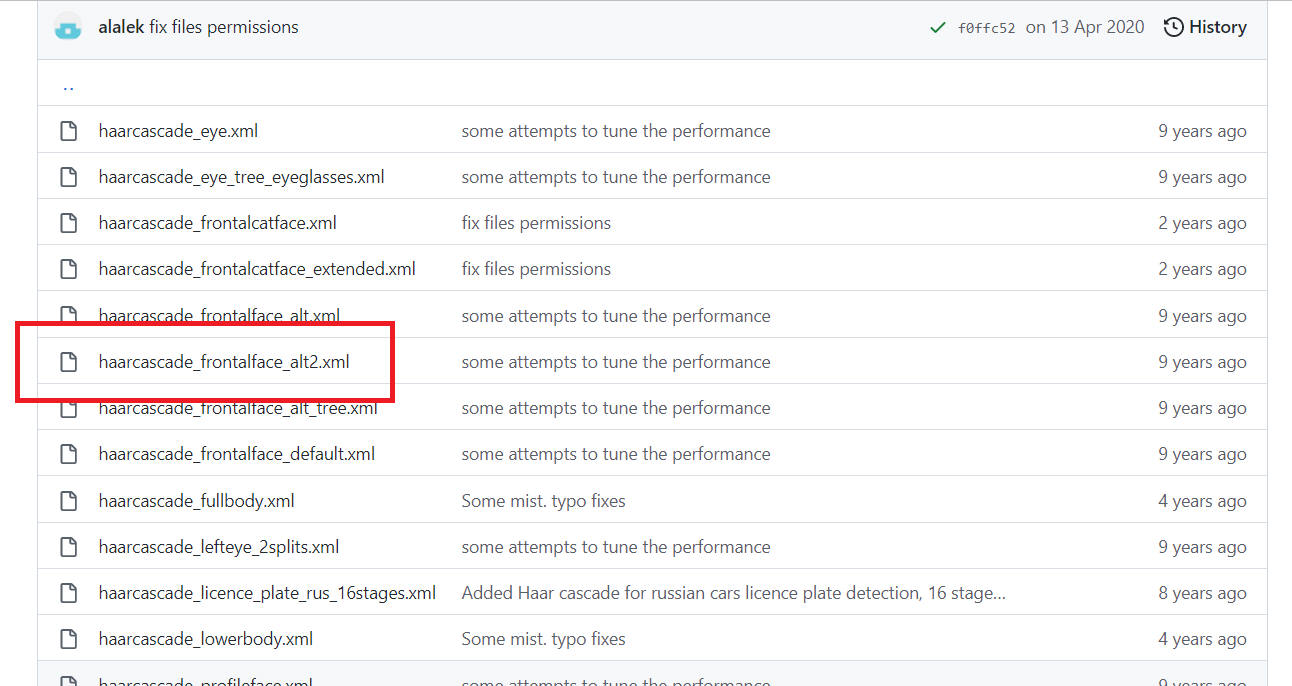 alalek fix files permissions f0ffc52 on 13 Apr 2020 History
..
haarcascade_eye.xml some attempts to tune the performance 9 years ago
haarcascade_eye_tree_eyeglasses.xml some attempts to tune the performance 9 years ago
haarcascade_frontalcatface.xml fix files permissions 2 years ago
haarcascade_frontalcatface_extended.xml fix files permissions 2 years ago
haarcascade_frontalface_alt.xml some attempts to tune the performance 9 years ago
haarcascade_frontalface_alt2.xml some attempts to tune the performance 9 years ago
haarcascade_frontalface_alt_tree.xml some attempts to tune the performance 9 years ago
haarcascade_frontalface_default.xml some attempts to tune the performance 9 years ago
haarcascade_fullbody.xml Some mist. typo fixes 4 years ago
haarcascade_lefteye_2splits.xml some attempts to tune the performance 9 years ago
haarcascade_licence_plate_rus_16stages.xml Added Haar cascade for russian cars licence plate detection, 16 stage... 8 years ago
haarcascade_lowerbody.xml Some mist. typo fixes 4 years ago
haarcascade_profileface.xml some attempts to tune the performance 9 years ago